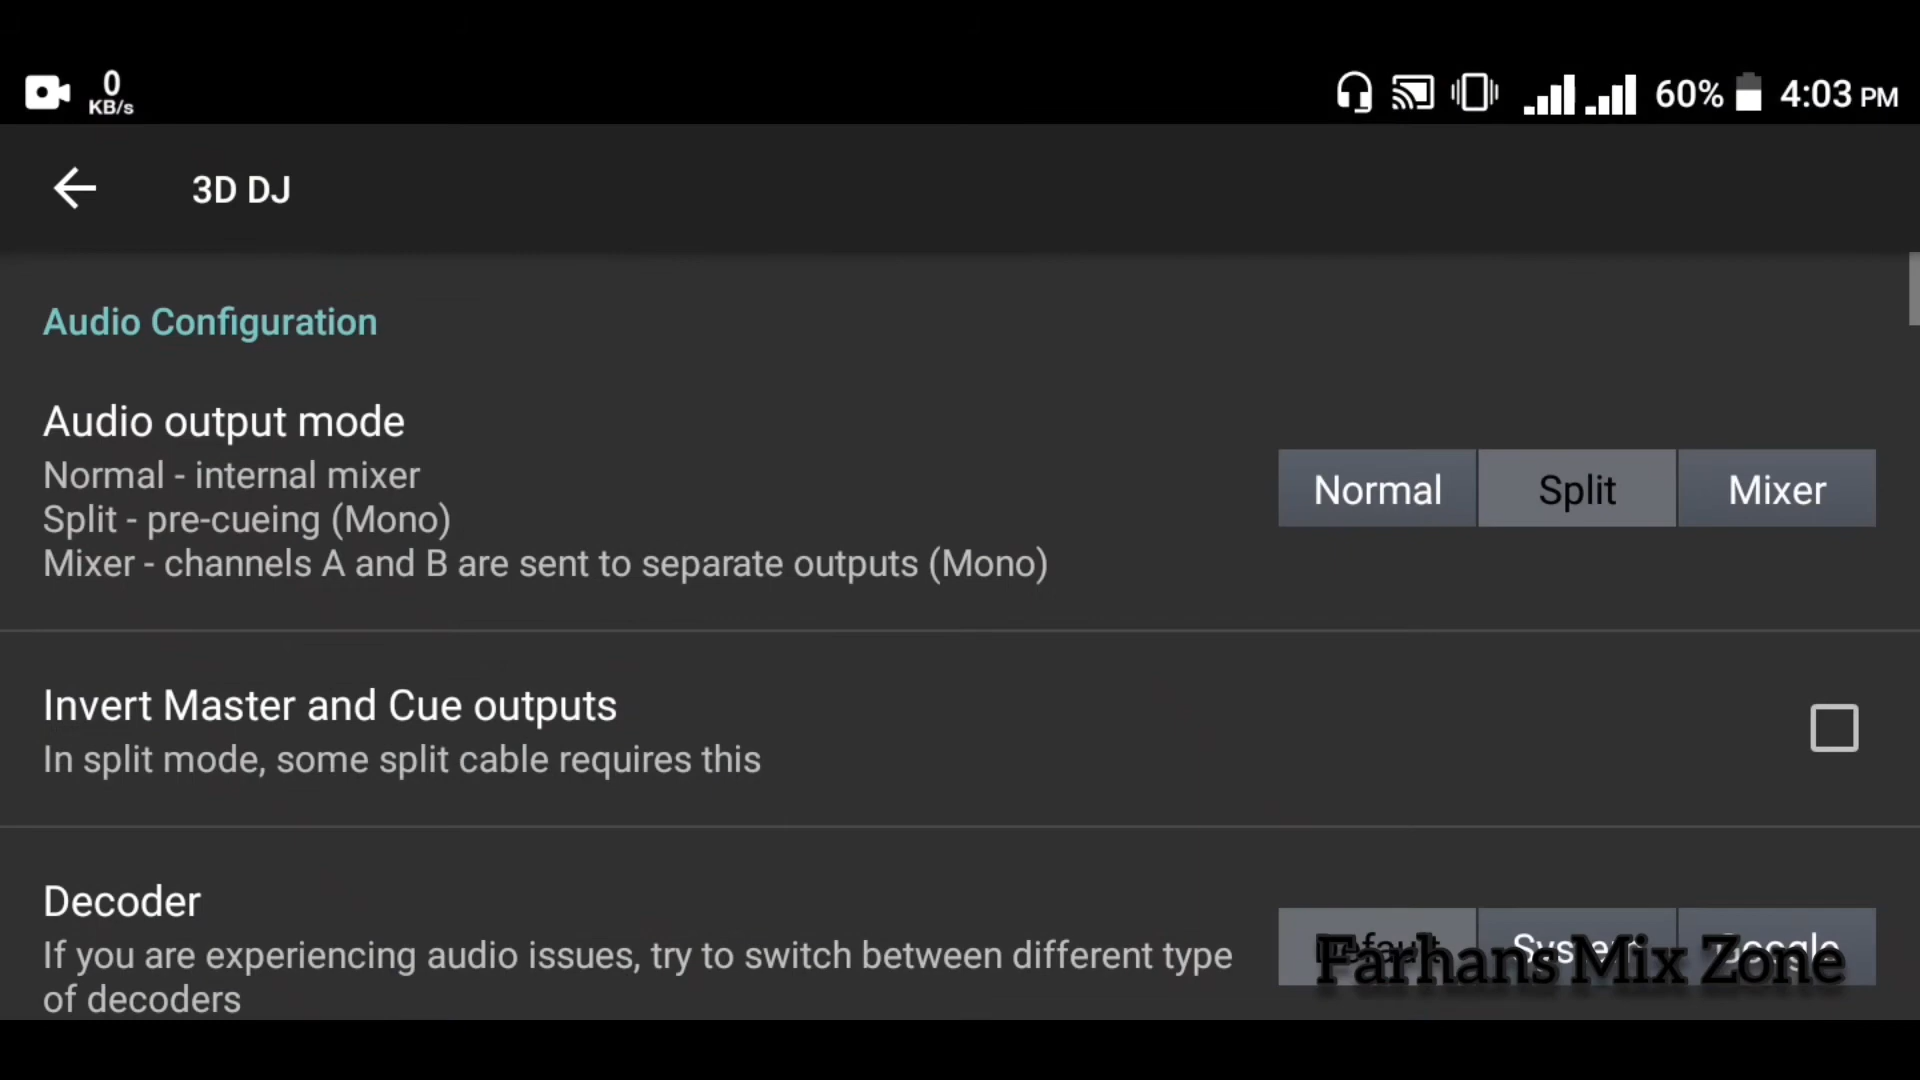 0
KB/s
60%
4:03 PM
3D DJ
Audio Configuration
Audio output mode
Normal - internal mixer
Split - pre-cueing (Mono)
Mixer - channels A and B are sent to separate outputs (Mono)
Normal
Split
Mixer
Invert Master and Cue outputs
In split mode, some split cable requires this
Decoder
If you are experiencing audio issues, try to switch between different type
of decoders
Default
System
Google
Farhans Mix Zone